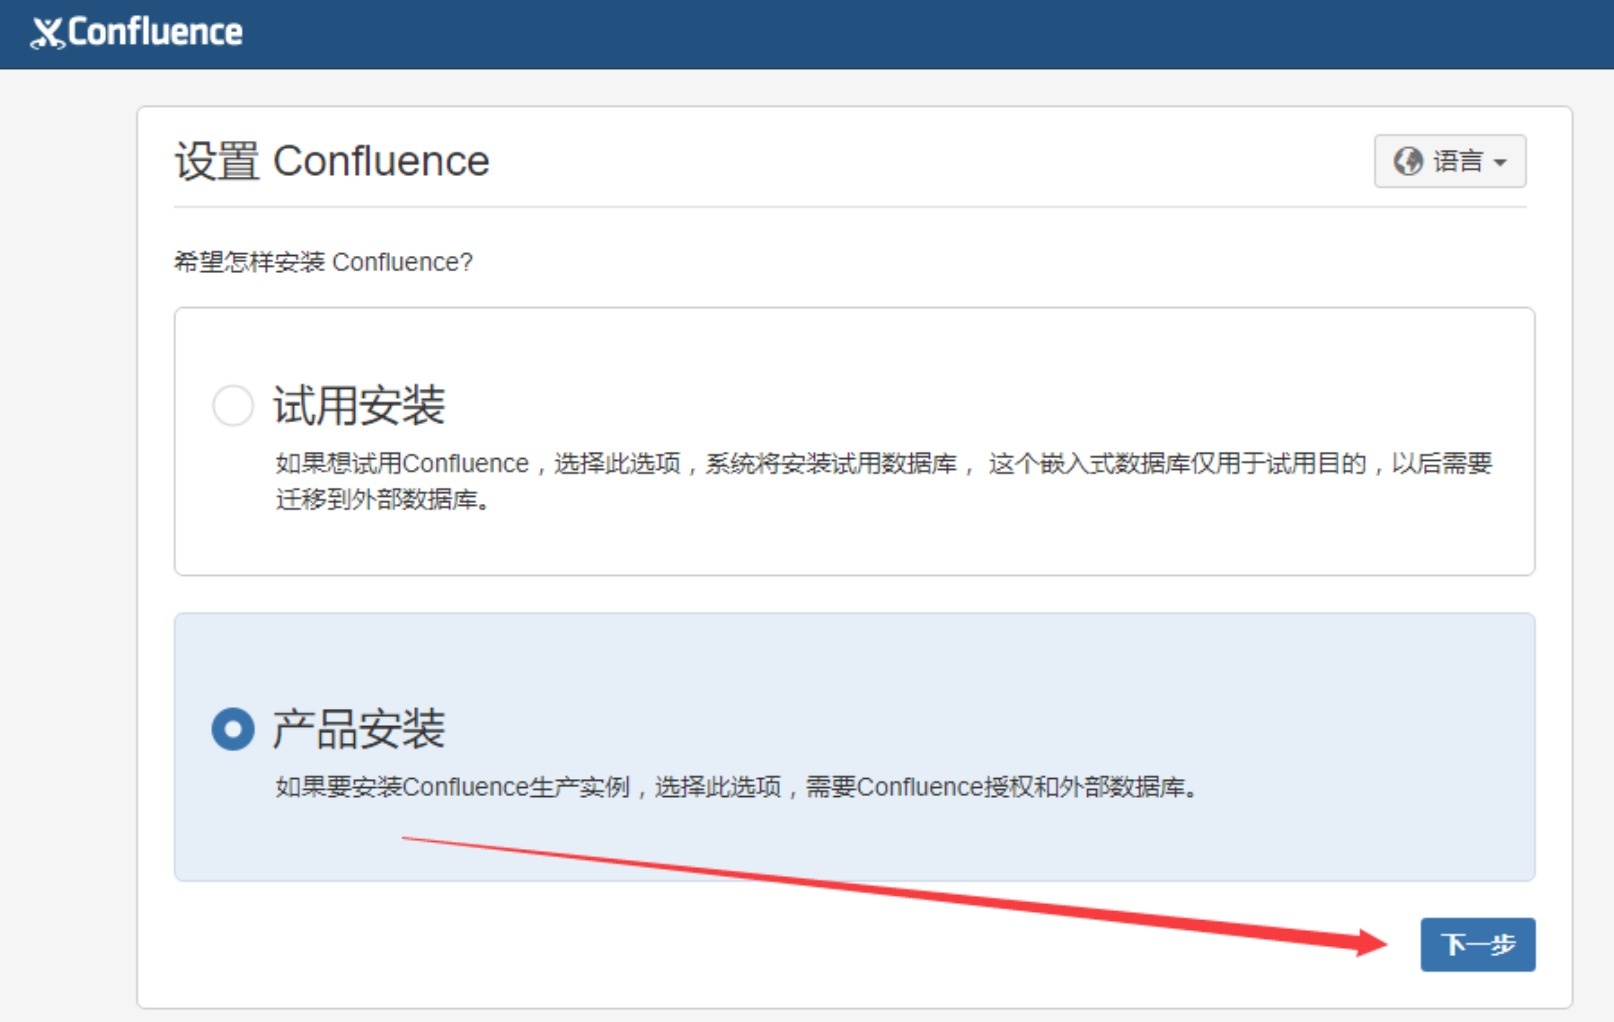 Confluence
设置 Confluence
语言
希望怎样安装 Confluence?
试用安装
如果想试用Confluence，选择此选项，系统将安装试用数据库， 这个嵌入式数据库仅用于试用目的，以后需要
迁移到外部数据库。
产品安装
如果要安装Confluence生产实例，选择此选项，需要Confluence授权和外部数据库。
下一步